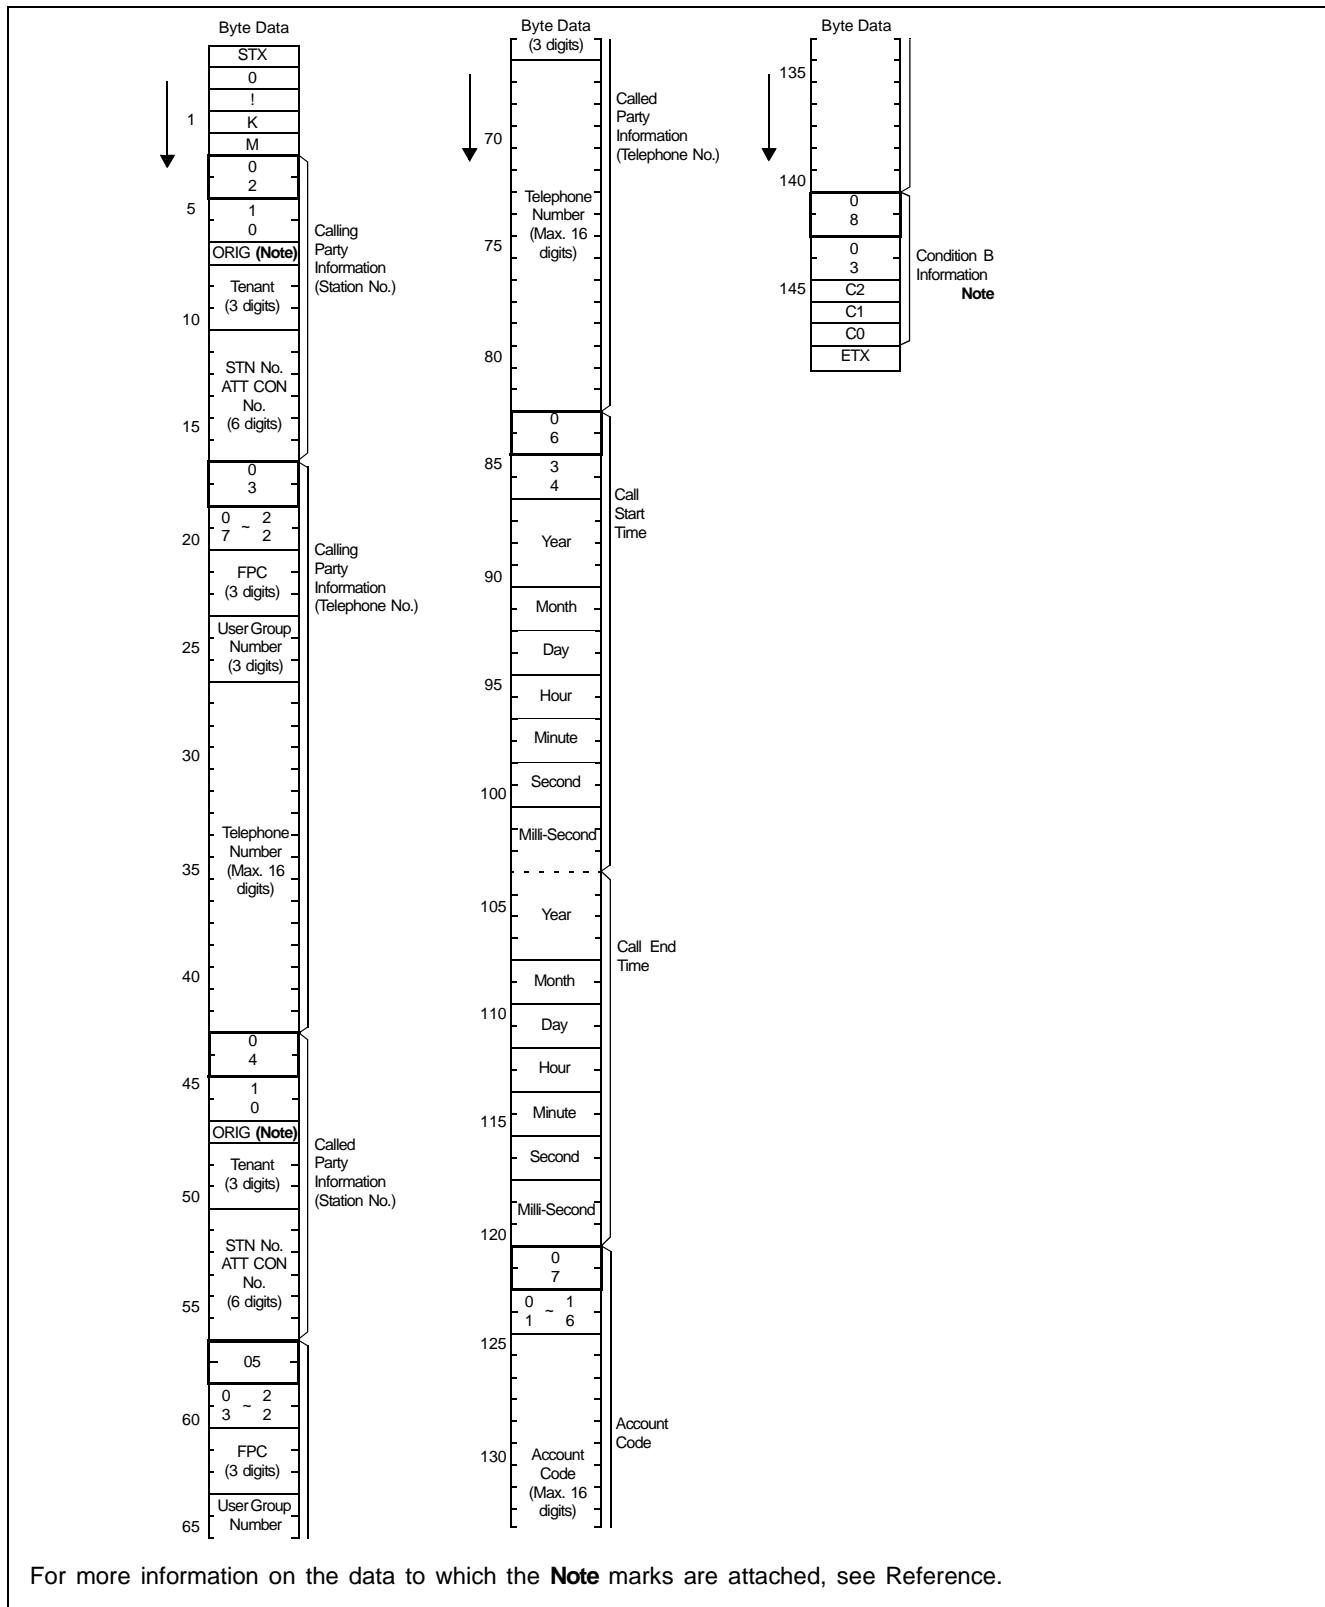 Byte Data
STX
0
!
1
K
M
0
2
5
1
0
ORIG (Note)
Tenant
(3 digits)
10
STN No.
ATT CON
No.
(6 digits)
15
Calling
Party
Information
(Station No.)
0
3
0 ~ 2
7 2
20
FPC
(3 digits)
User Group
Number
(3 digits)
25
30
Telephone
Number
(Max. 16
digits)
35
40
Calling
Party
Information
(Telephone No.)
0
4
45
1
0
ORIG (Note)
Tenant
(3 digits)
50
STN No.
ATT CON
No.
(6 digits)
55
Called
Party
Information
(Station No.)
05
0 ~ 2
3 2
60
FPC
(3 digits)
User Group
Number
65
Byte Data
(3 digits)
70
Telephone
Number
(Max. 16
digits)
75
80
Called
Party
Information
(Telephone No.)
0
6
85
3
4
Year
90
Month
Day
95
Hour
Minute
Second
100
Milli-Second
Call
Start
Time
105
Year
Month
110
Day
Hour
115
Minute
Second
Milli-Second
120
Call End
Time
0
7
0 ~ 1
1 6
125
130
Account
Code
(Max. 16
digits)
Account
Code
Byte Data
135
140
0
8
0
3
145
C2
C1
C0
ETX
Condition B
Information
Note
For more information on the data to which the Note marks are attached, see Reference.